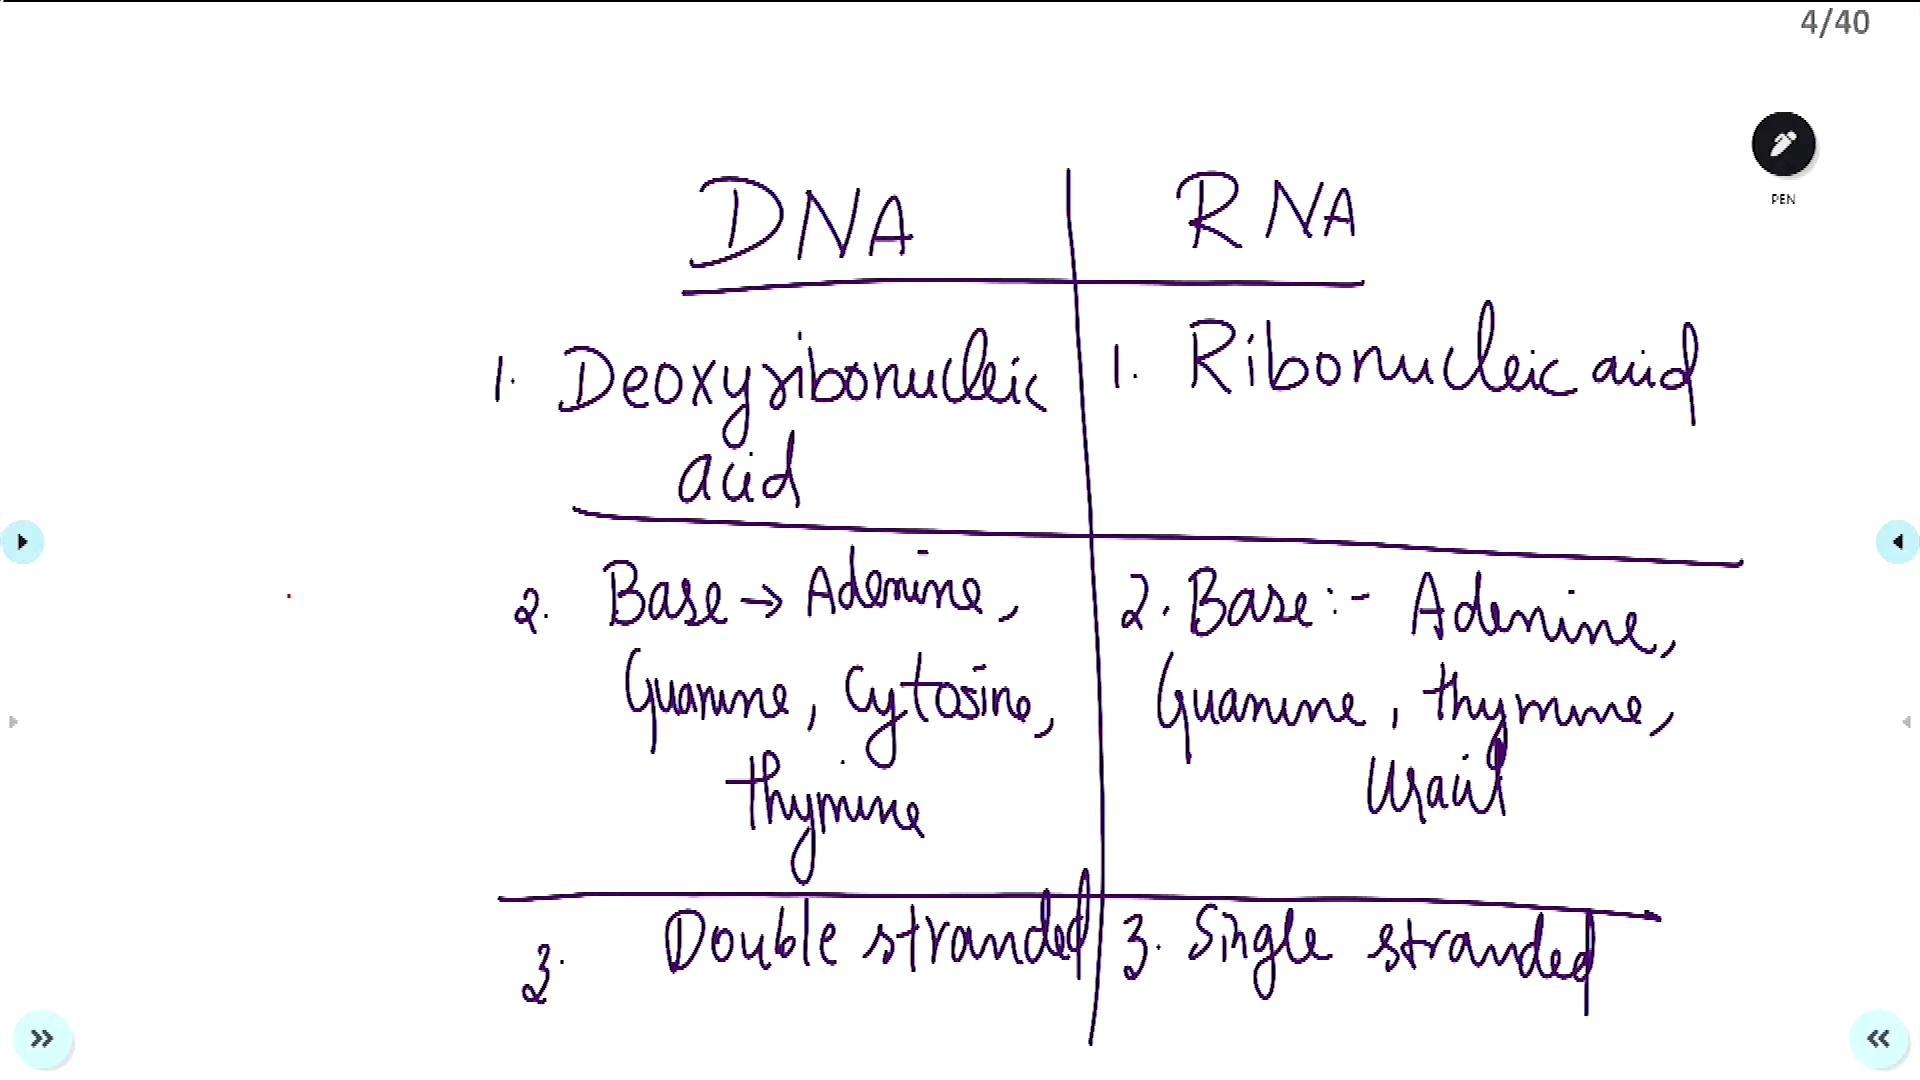 4/40
PEN
DNA
RNA
1. Deoxyribonucleic
acid
1. Ribonucleic acid
2. Base → Adenine,
Guanine, Cytosine,
thymine
2. Base :- Adenine,
Guanine, thymine,
Uracil
3. Double stranded
3. Single stranded